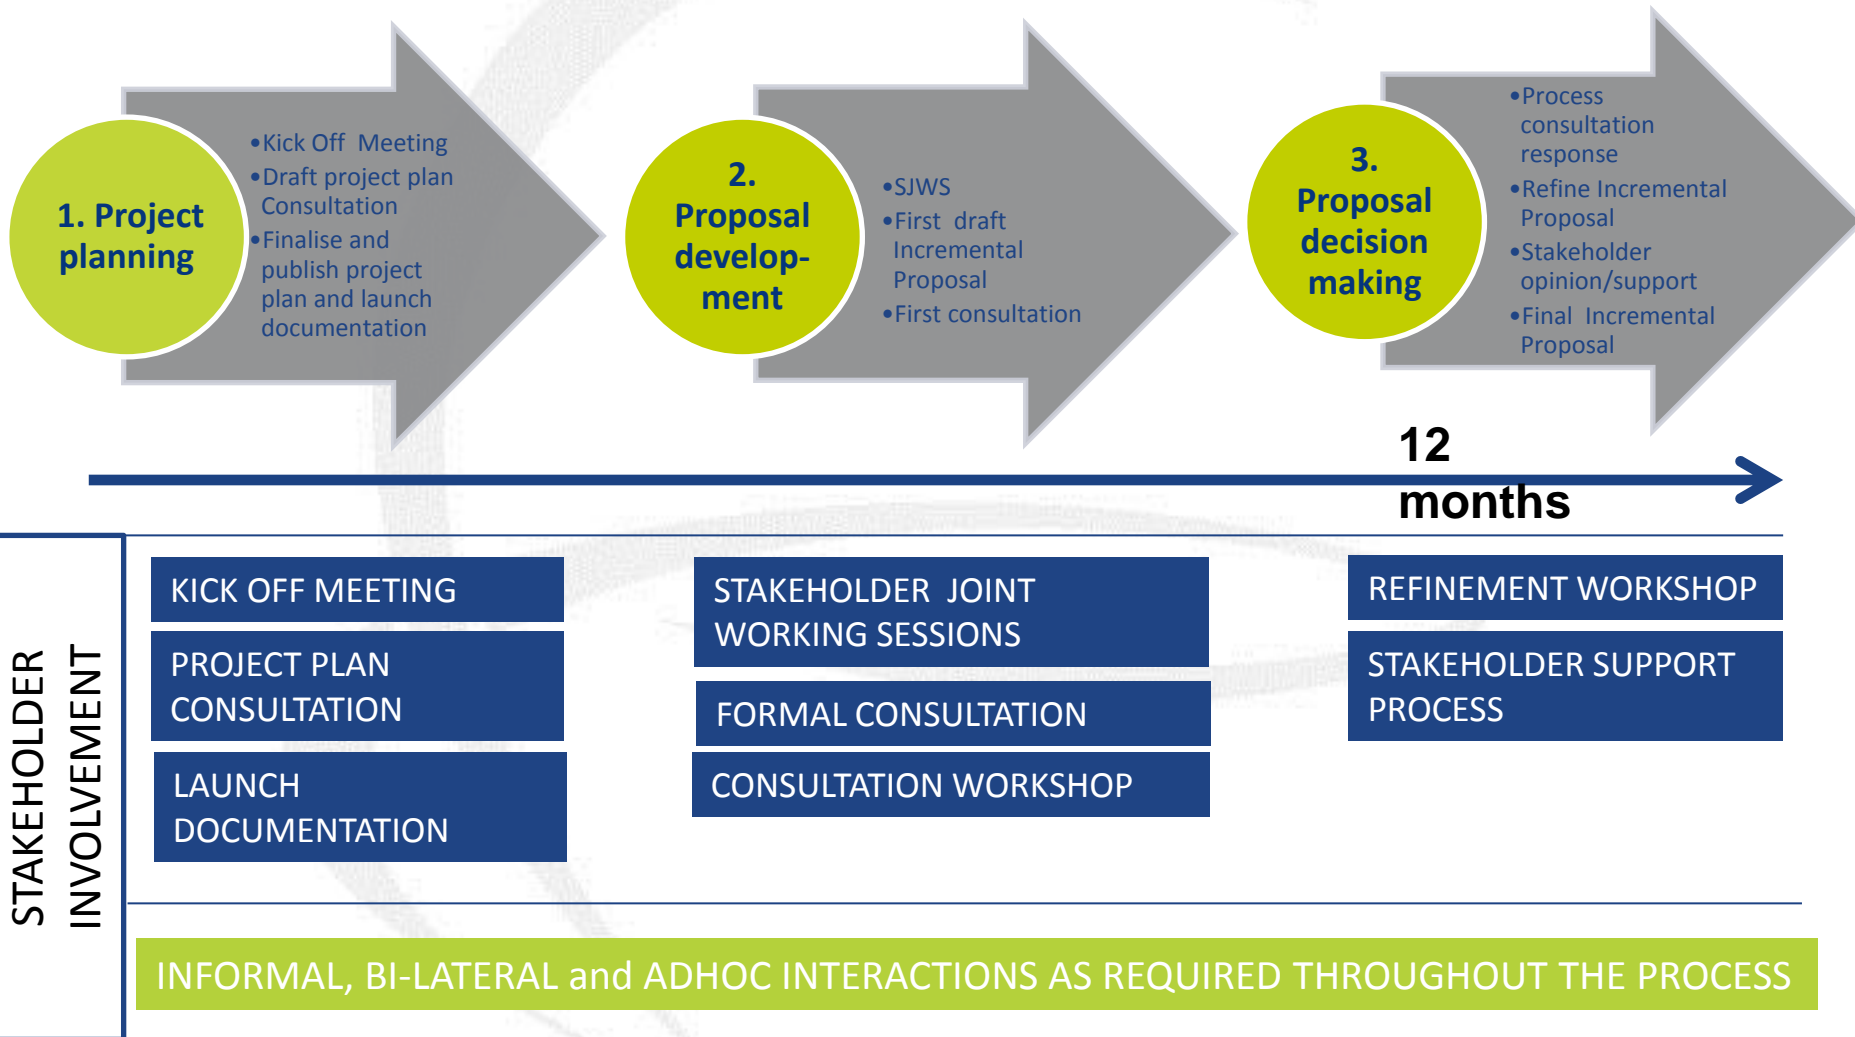 1. Project
planning
•Kick Off Meeting
•Draft project plan
Consultation
•Finalise and
publish project
plan and launch
documentation
2.
Proposal
develop-
ment
•SJWS
•First draft
Incremental
Proposal
•First consultation
3.
Proposal
decision
making
•Process
consultation
response
•Refine Incremental
Proposal
•Stakeholder
opinion/support
•Final Incremental
Proposal
12
months
STAKEHOLDER
INVOLVEMENT
KICK OFF MEETING
PROJECT PLAN
CONSULTATION
LAUNCH
DOCUMENTATION
STAKEHOLDER JOINT
WORKING SESSIONS
FORMAL CONSULTATION
CONSULTATION WORKSHOP
REFINEMENT WORKSHOP
STAKEHOLDER SUPPORT
PROCESS
INFORMAL, BI-LATERAL and ADHOC INTERACTIONS AS REQUIRED THROUGHOUT THE PROCESS